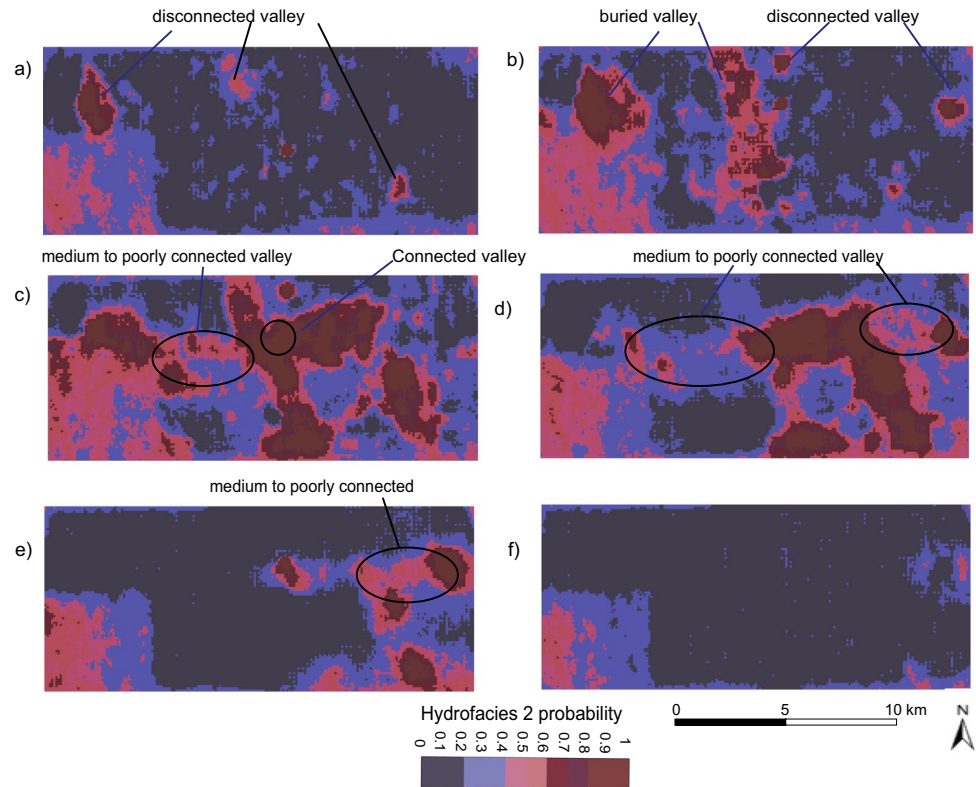 disconnected valley
buried valley
disconnected valley
a)
b)
medium to poorly connected valley
Connected valley
medium to poorly connected valley
c)
d)
medium to poorly connected
e)
f)
Hydrofacies 2 probability
0 0.1 0.2 0.3 0.4 0.5 0.6 0.7 0.8 0.9 1
0 5 10 km
N